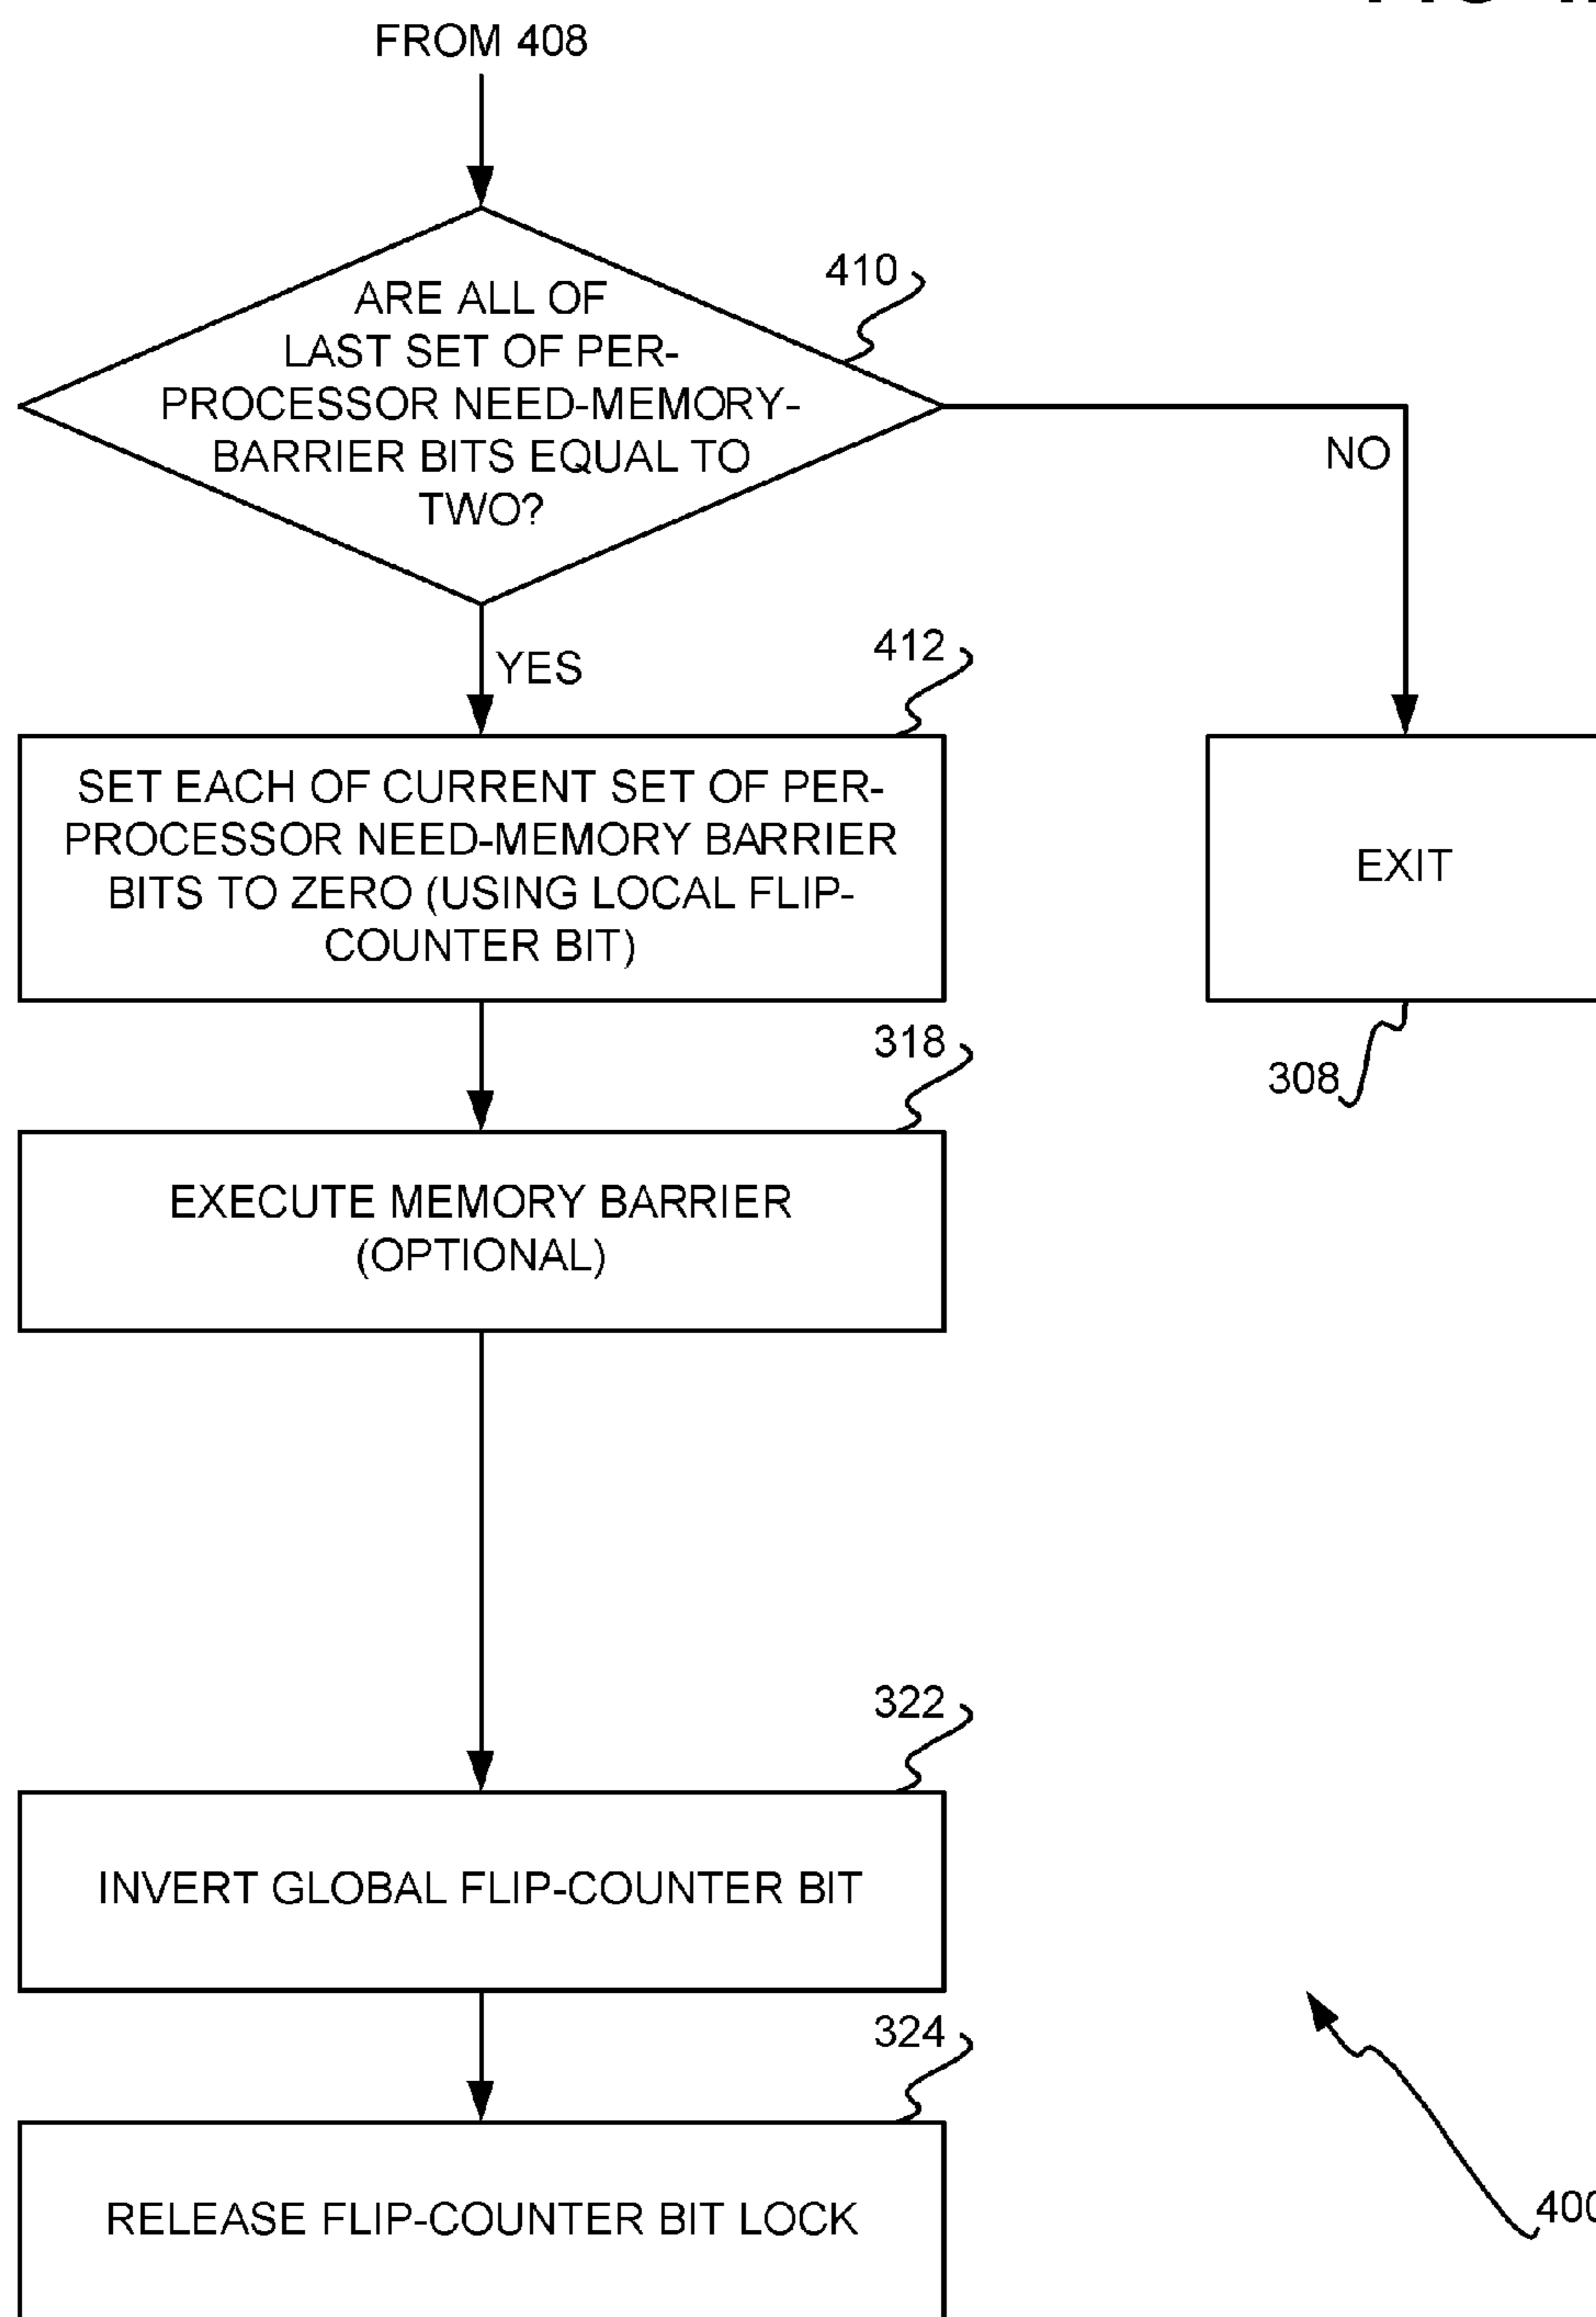 FROM 408
410
ARE ALL OF
LAST SET OF PER-
PROCESSOR NEED-MEMORY-
BARRIER BITS EQUAL TO
TWO?
NO
YES
412
SET EACH OF CURRENT SET OF PER-
PROCESSOR NEED-MEMORY BARRIER
BITS TO ZERO (USING LOCAL FLIP-
COUNTER BIT)
EXIT
308
318
EXECUTE MEMORY BARRIER
(OPTIONAL)
322
INVERT GLOBAL FLIP-COUNTER BIT
324
RELEASE FLIP-COUNTER BIT LOCK
400